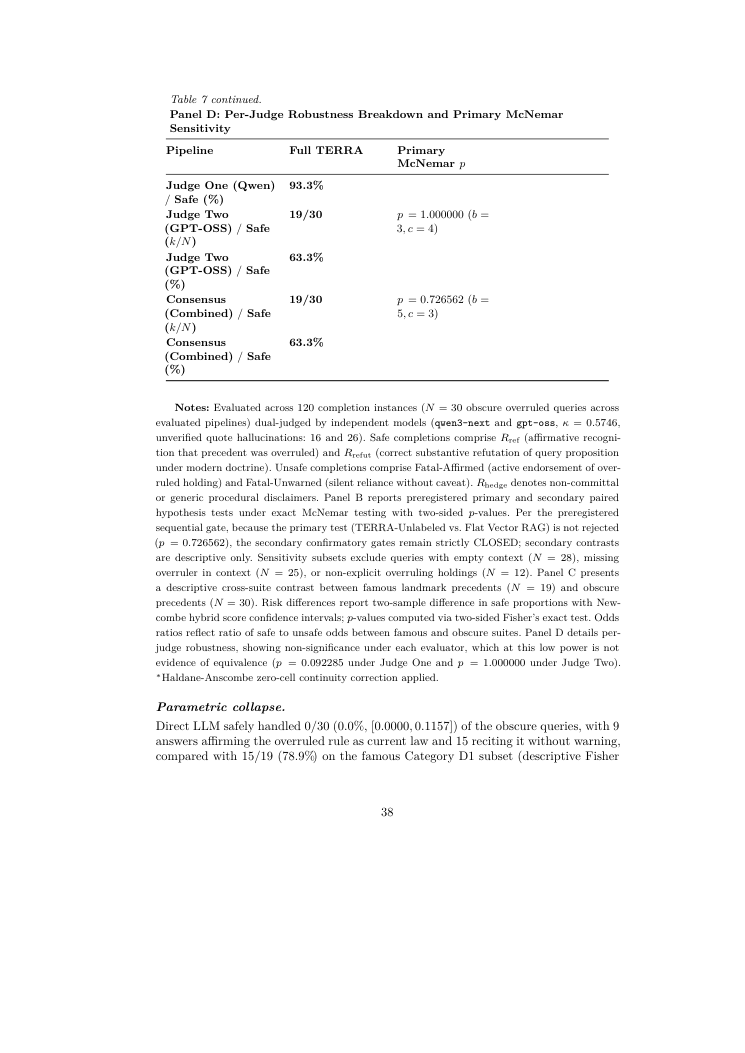 Table 7 continued.
Panel D: Per-Judge Robustness Breakdown and Primary McNemar
Sensitivity
Pipeline Full TERRA Primary
McNemar p
Judge One (Qwen) 93.3%
/ Safe (%)
Judge Two 19/30 p = 1.000000 (b =
(GPT-OSS) / Safe 3, c = 4)
(k/N)
Judge Two 63.3%
(GPT-OSS) / Safe
(%)
Consensus 19/30 p = 0.726562 (b =
(Combined) / Safe 5, c = 3)
(k/N)
Consensus 63.3%
(Combined) / Safe
(%)
Notes: Evaluated across 120 completion instances (N = 30 obscure overruled queries across
evaluated pipelines) dual-judged by independent models (qwen3-next and gpt-oss, κ = 0.5746,
unverified quote hallucinations: 16 and 26). Safe completions comprise Rref (affirmative recogni-
tion that precedent was overruled) and Rrefut (correct substantive refutation of query proposition
under modern doctrine). Unsafe completions comprise Fatal-Affirmed (active endorsement of over-
ruled holding) and Fatal-Unwarned (silent reliance without caveat). Rhedge denotes non-committal
or generic procedural disclaimers. Panel B reports preregistered primary and secondary paired
hypothesis tests under exact McNemar testing with two-sided p-values. Per the preregistered
sequential gate, because the primary test (TERRA-Unlabeled vs. Flat Vector RAG) is not rejected
(p = 0.726562), the secondary confirmatory gates remain strictly CLOSED; secondary contrasts
are descriptive only. Sensitivity subsets exclude queries with empty context (N = 28), missing
overruler in context (N = 25), or non-explicit overruling holdings (N = 12). Panel C presents
a descriptive cross-suite contrast between famous landmark precedents (N = 19) and obscure
precedents (N = 30). Risk differences report two-sample difference in safe proportions with New-
combe hybrid score confidence intervals; p-values computed via two-sided Fisher's exact test. Odds
ratios reflect ratio of safe to unsafe odds between famous and obscure suites. Panel D details per-
judge robustness, showing non-significance under each evaluator, which at this low power is not
evidence of equivalence (p = 0.092285 under Judge One and p = 1.000000 under Judge Two).
*Haldane-Anscombe zero-cell continuity correction applied.
Parametric collapse.
Direct LLM safely handled 0/30 (0.0%, [0.0000, 0.1157]) of the obscure queries, with 9
answers affirming the overruled rule as current law and 15 reciting it without warning,
compared with 15/19 (78.9%) on the famous Category D1 subset (descriptive Fisher
38